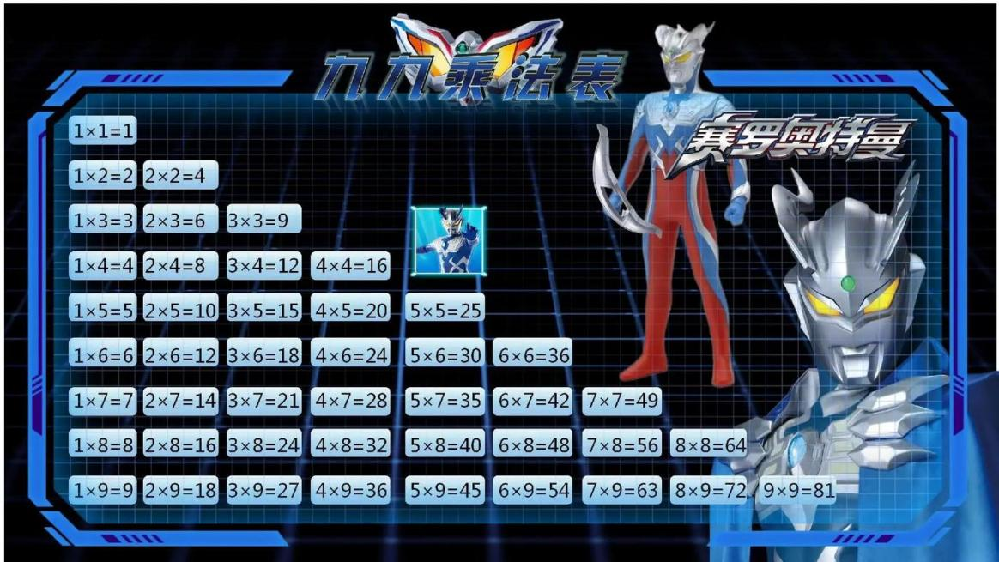 九九乘法表
赛罗奥特曼
1×1=1
1×2=2 2×2=4
1×3=3 2×3=6 3×3=9
1×4=4 2×4=8 3×4=12 4×4=16
1×5=5 2×5=10 3×5=15 4×5=20 5×5=25
1×6=6 2×6=12 3×6=18 4×6=24 5×6=30 6×6=36
1×7=7 2×7=14 3×7=21 4×7=28 5×7=35 6×7=42 7×7=49
1×8=8 2×8=16 3×8=24 4×8=32 5×8=40 6×8=48 7×8=56 8×8=64
1×9=9 2×9=18 3×9=27 4×9=36 5×9=45 6×9=54 7×9=63 8×9=72 9×9=81